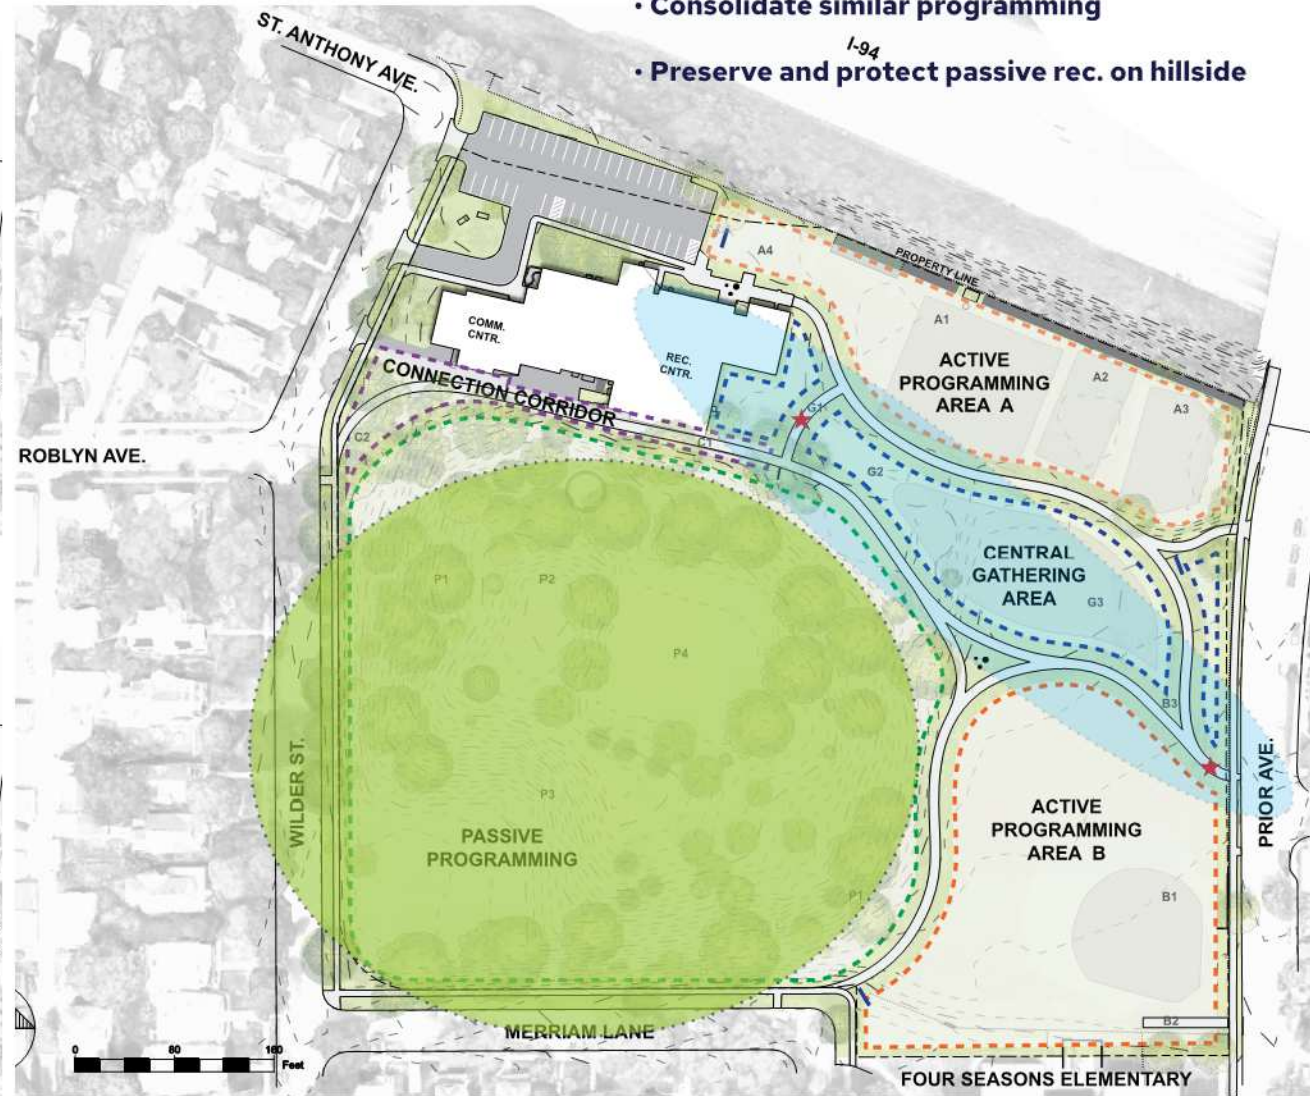 • Consolidate similar programming
I-94
• Preserve and protect passive rec. on hillside
ST. ANTHONY AVE.
A4
PROPERTY LINE
A1
COMM.
CNTR.
REC.
CNTR.
ACTIVE
PROGRAMMING
AREA A
A2
A3
CONNECTION CORRIDOR
G1
C2
C1
ROBLYN AVE.
G2
CENTRAL
GATHERING
AREA
G3
P1
P2
P4
B3
WILDER ST.
P3
PASSIVE
PROGRAMMING
ACTIVE
PROGRAMMING
AREA B
PRIOR AVE.
P1
B1
B2
MERRIAM LANE
0 80 160
Feet
FOUR SEASONS ELEMENTARY